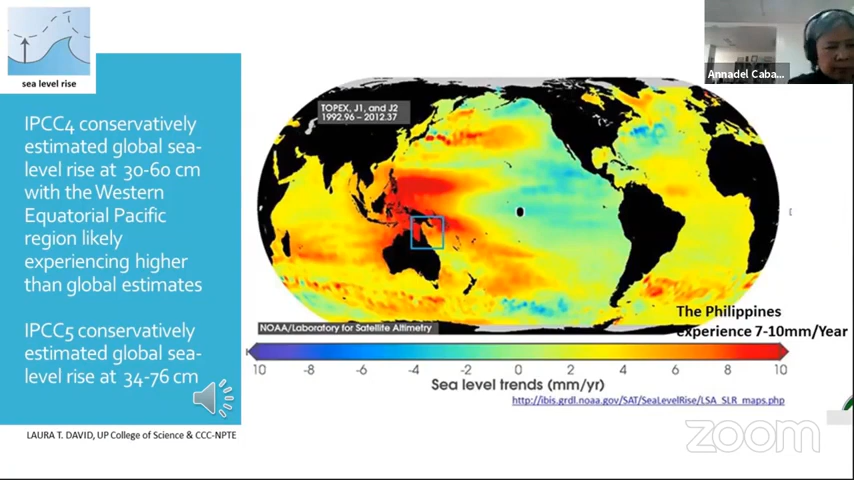 sea level rise
IPCC4 conservatively
estimated global sea-
level rise at 30-60 cm
with the Western
Equatorial Pacific
region likely
experiencing higher
than global estimates
IPCC5 conservatively
estimated global sea-
level rise at 34-76 cm
LAURA T. DAVID, UP College of Science & CCC-NPTE
Annadel Caba...
TOPEX, J1, and J2
1992.96 – 2012.37
NOAA/Laboratory for Satellite Altimetry
The Philippines
experience 7-10mm/Year
10 -8 -6 -4 -2 0 2 4 6 8 10
Sea level trends (mm/yr)
http://ibis.grdl.noaa.gov/SAT/SeaLevelRise/LSA_SLR_maps.php
zoom